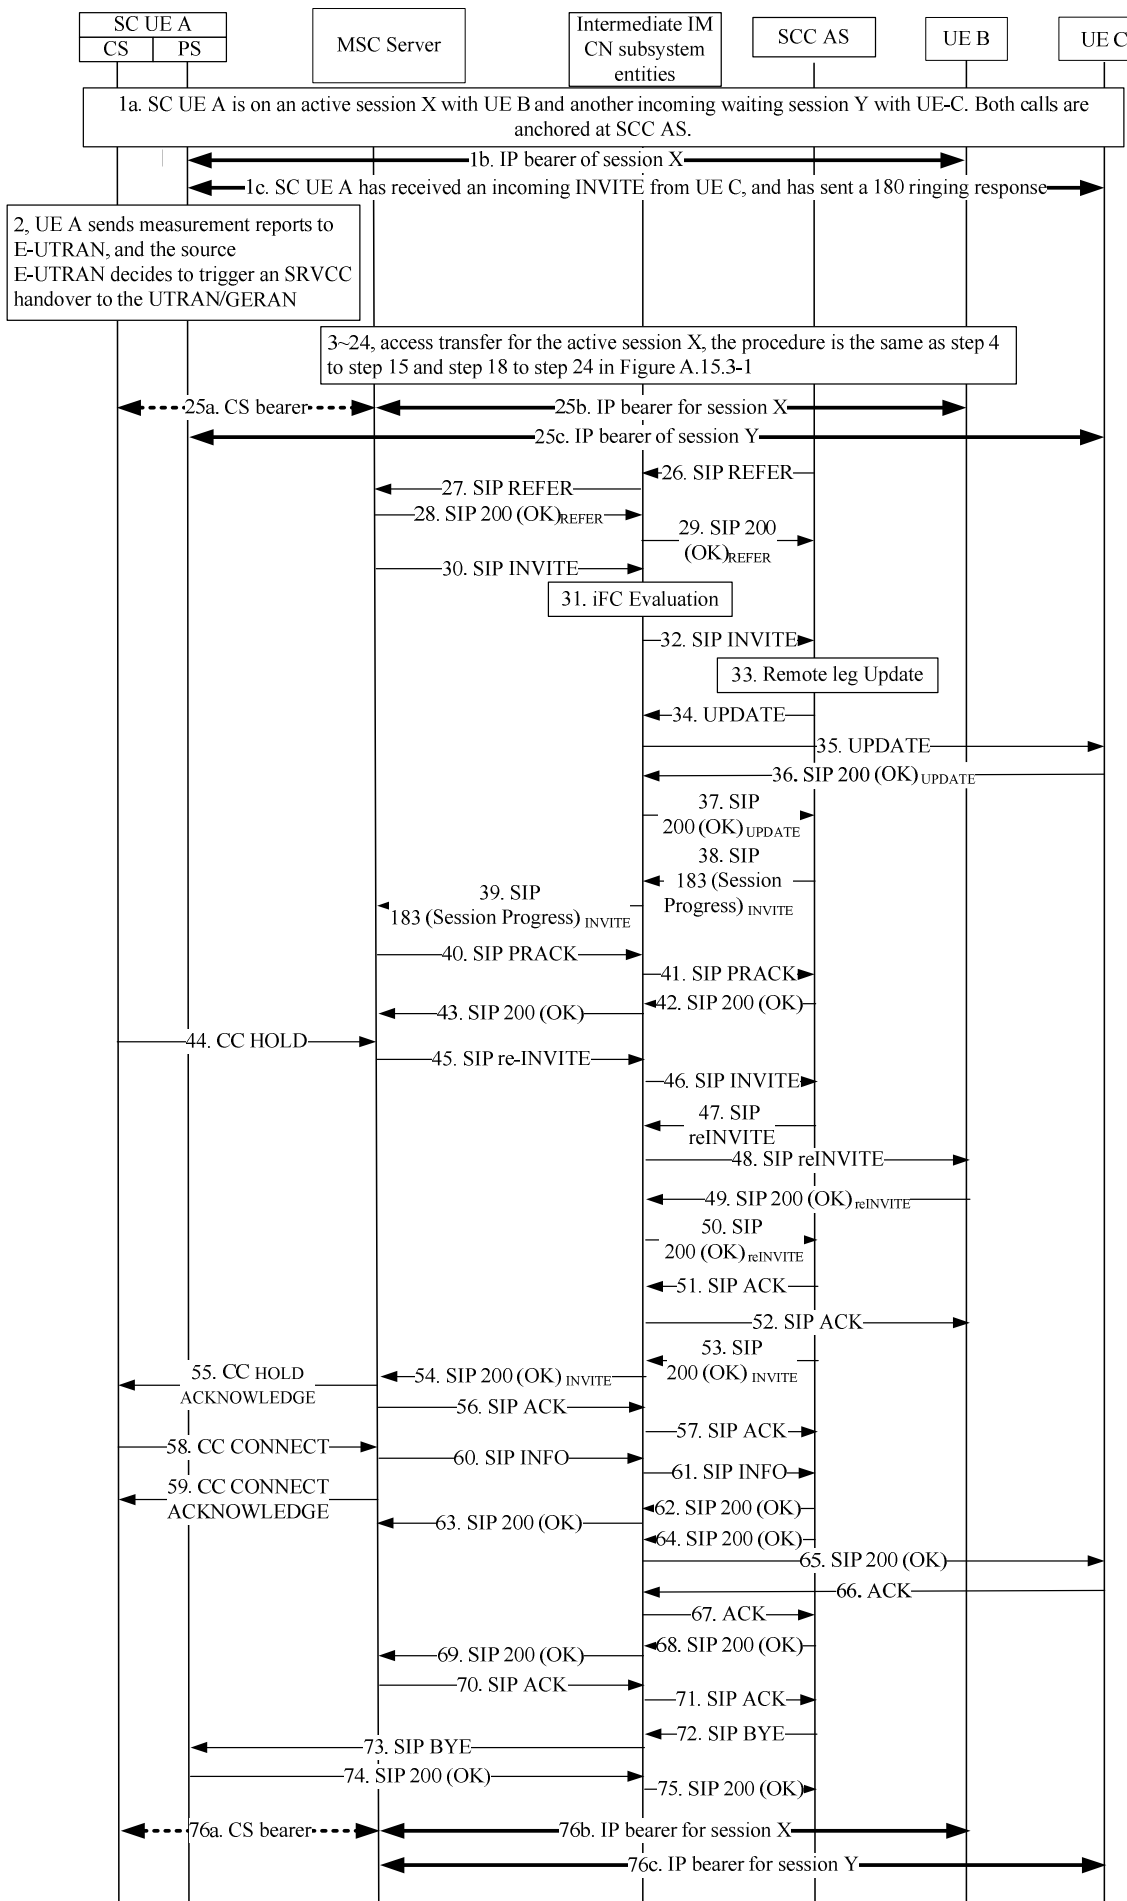 SC UE A
CS
PS
MSC Server
Intermediate IM
CN subsystem
entities
SCC AS
UE B
UE C
1a. SC UE A is on an active session X with UE B and another incoming waiting session Y with UE-C. Both calls are
anchored at SCC AS.
1b. IP bearer of session X
1c. SC UE A has received an incoming INVITE from UE C, and has sent a 180 ringing response
2, UE A sends measurement reports to
E-UTRAN, and the source
E-UTRAN decides to trigger an SRVCC
handover to the UTRAN/GERAN
3~24, access transfer for the active session X, the procedure is the same as step 4
to step 15 and step 18 to step 24 in Figure A.15.3-1
25a. CS bearer
25b. IP bearer for session X
25c. IP bearer of session Y
26. SIP REFER
27. SIP REFER
28. SIP 200 (OK)REFER
29. SIP 200
(OK)REFER
30. SIP INVITE
31. iFC Evaluation
32. SIP INVITE
33. Remote leg Update
34. UPDATE
35. UPDATE
36. SIP 200 (OK) UPDATE
37. SIP
200 (OK) UPDATE
38. SIP
183 (Session
Progress) INVITE
39. SIP
183 (Session Progress) INVITE
40. SIP PRACK
41. SIP PRACK
42. SIP 200 (OK)
43. SIP 200 (OK)
44. CC HOLD
45. SIP re-INVITE
46. SIP INVITE
47. SIP
reINVITE
48. SIP reINVITE
49. SIP 200 (OK) reINVITE
50. SIP
200 (OK) reINVITE
51. SIP ACK
52. SIP ACK
53. SIP
200 (OK) INVITE
54. SIP 200 (OK) INVITE
55. CC HOLD
ACKNOWLEDGE
56. SIP ACK
57. SIP ACK
58. CC CONNECT
60. SIP INFO
61. SIP INFO
59. CC CONNECT
ACKNOWLEDGE
62. SIP 200 (OK)
63. SIP 200 (OK)
64. SIP 200 (OK)
65. SIP 200 (OK)
66. ACK
67. ACK
68. SIP 200 (OK)
69. SIP 200 (OK)
70. SIP ACK
71. SIP ACK
72. SIP BYE
73. SIP BYE
74. SIP 200 (OK)
75. SIP 200 (OK)
76a. CS bearer
76b. IP bearer for session X
76c. IP bearer for session Y